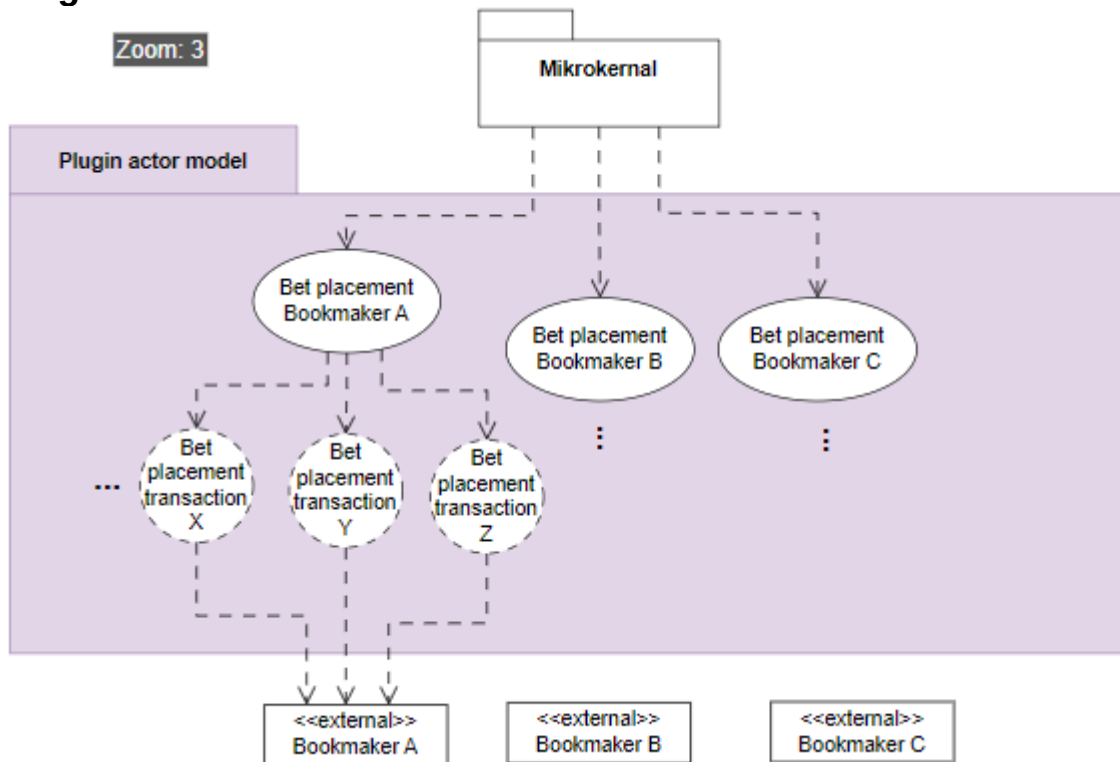 Zoom: 3
Mikrokernal
Plugin actor model
Bet placement
Bookmaker A
Bet placement
Bookmaker B
Bet placement
Bookmaker C
Bet
placement
transaction
X
Bet
placement
transaction
Y
Bet
placement
transaction
Z
...
<<external>>
Bookmaker A
<<external>>
Bookmaker B
<<external>>
Bookmaker C